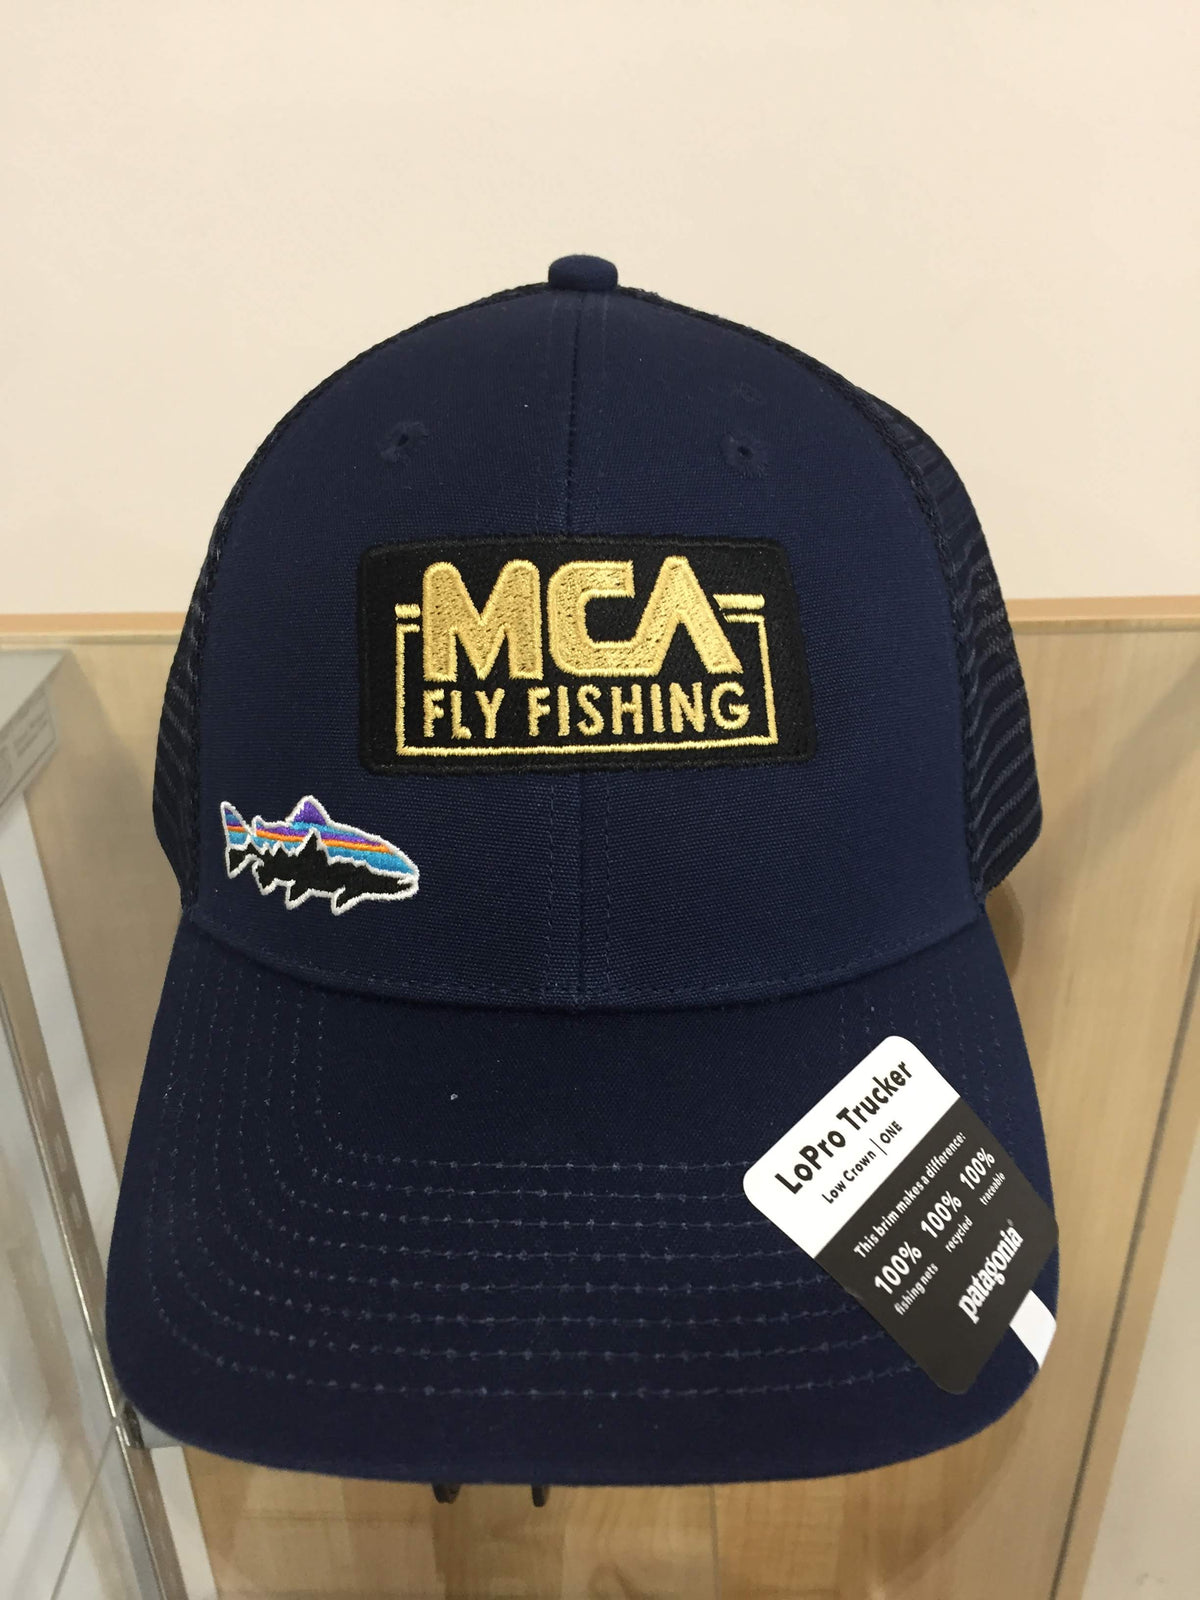 MCA
FLY FISHING
LoPro Trucker
Low Crown | ONE
This brim makes a difference:
100% 100% 100%
fishing nets recycled traceable
patagonia®